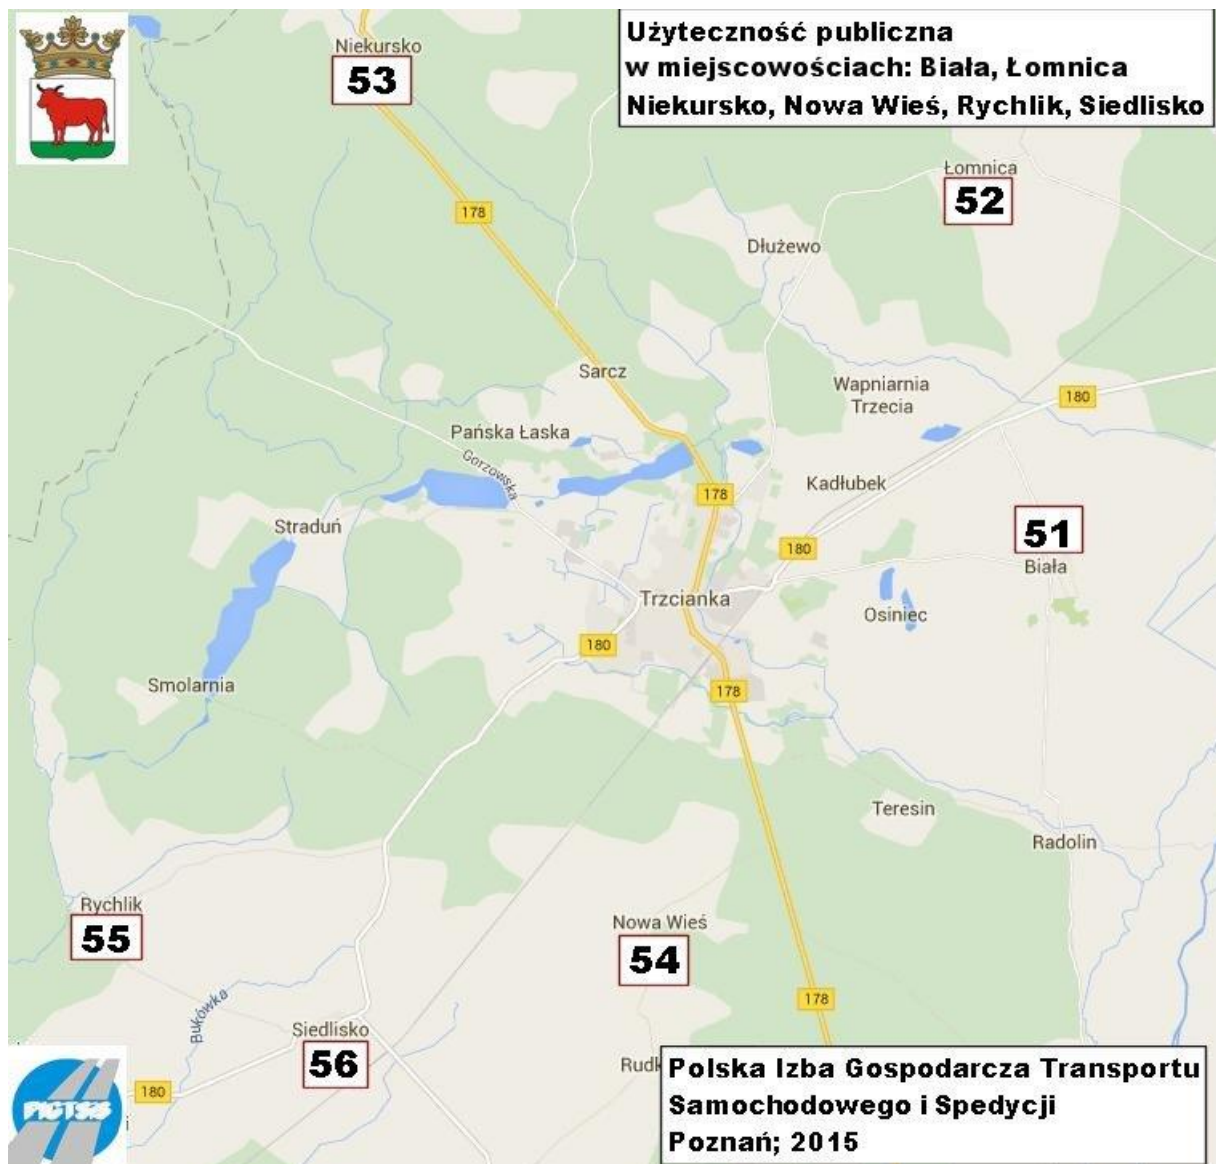 Użyteczność publiczna
w miejscowościach: Biała, Łomnica
Niekursko, Nowa Wieś, Rychlik, Siedlisko
Niekursko
53
Łomnica
52
178
Dłużewo
Sarcz
Wapniarnia
Trzecia
180
Pańska Łaska
Gorzowska
Kadłubek
178
Straduń
51
180
Biała
Trzcianka
Osiniec
180
Smolarnia
178
Teresin
Radolin
Rychlik
55
Nowa Wieś
54
178
Bukówka
Siedlisko
56
180
Polska Izba Gospodarcza Transportu
Samochodowego i Spedycji
Poznań; 2015
PIGTSiS